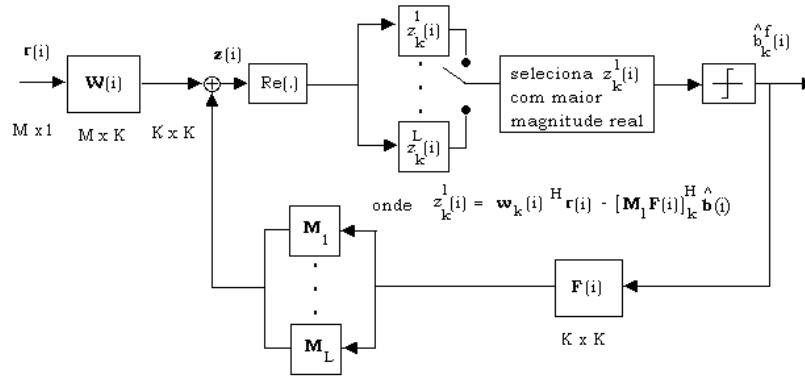 r(i)
W(i)
M x 1
M x K
K x K
z(i)
Re(.)
z_k^1(i)
z_k^L(i)
seleciona z_k^l(i)
com maior
magnitude real
b̂_k^f(i)
onde z_k^l(i) = w_k(i)^H r(i) - [M_l F(i)]_k^H b̂(i)
M_1
M_L
F(i)
K x K